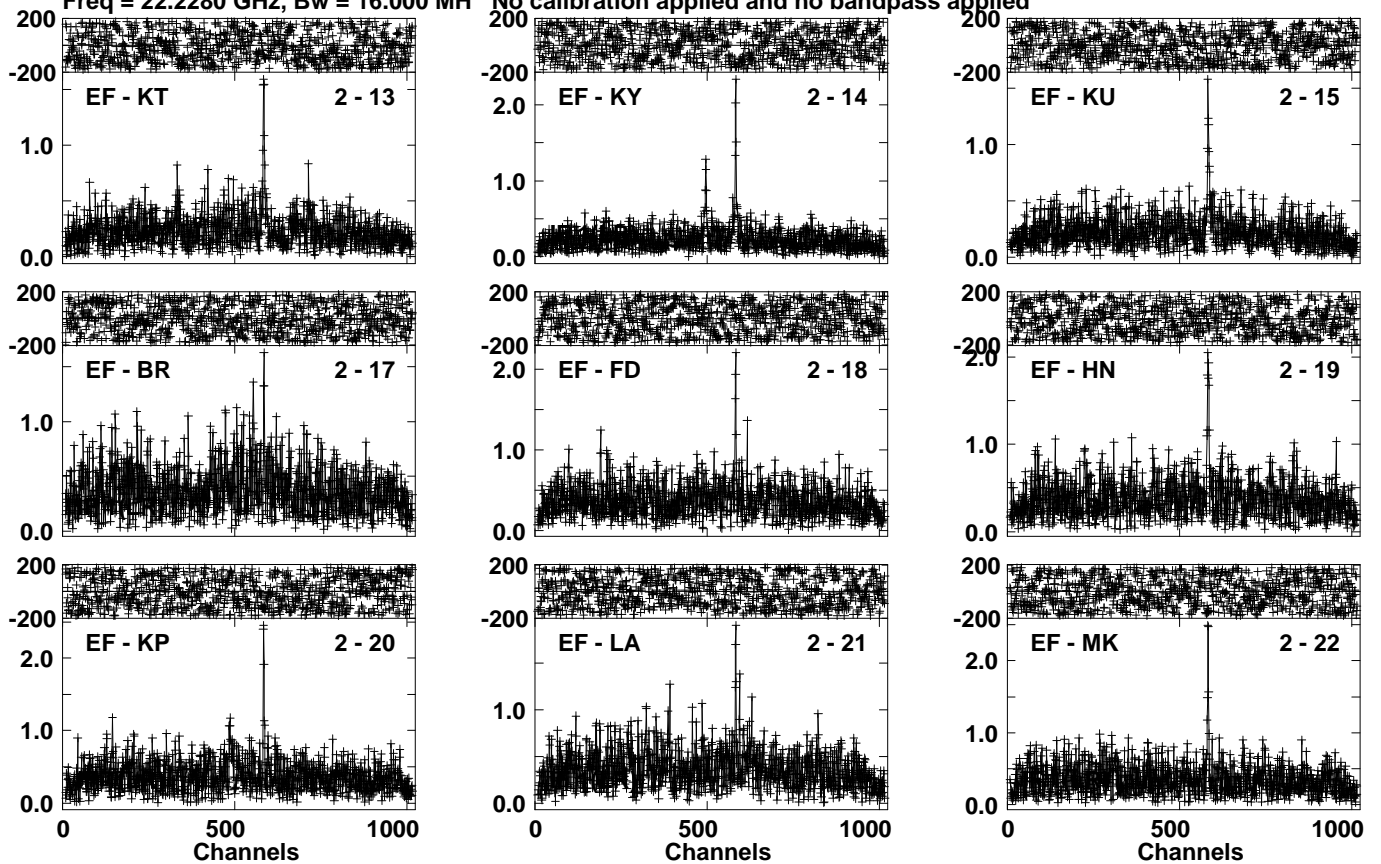 Freq = 22.2280 GHz, Bw = 16.000 MH No calibration applied and no bandpass applied
200 200 200
-200 -200 -200
EF - KT 2 - 13 EF - KY 2 - 14 EF - KU 2 - 15
2.0
1.0 1.0
1.0
0.0 0.0 0.0
200 200 200
-200 -200 -200
EF - BR 2 - 17 EF - FD 2 - 18 EF - HN 2 - 19
2.0 2.0
1.0 1.0 1.0
0.0 0.0 0.0
200 200 200
-200 -200 -200
EF - KP 2 - 20 EF - LA 2 - 21 EF - MK 2 - 22
2.0 2.0
1.0 1.0 1.0
0.0 0.0 0.0
0 500 1000 0 500 1000 0 500 1000
Channels Channels Channels